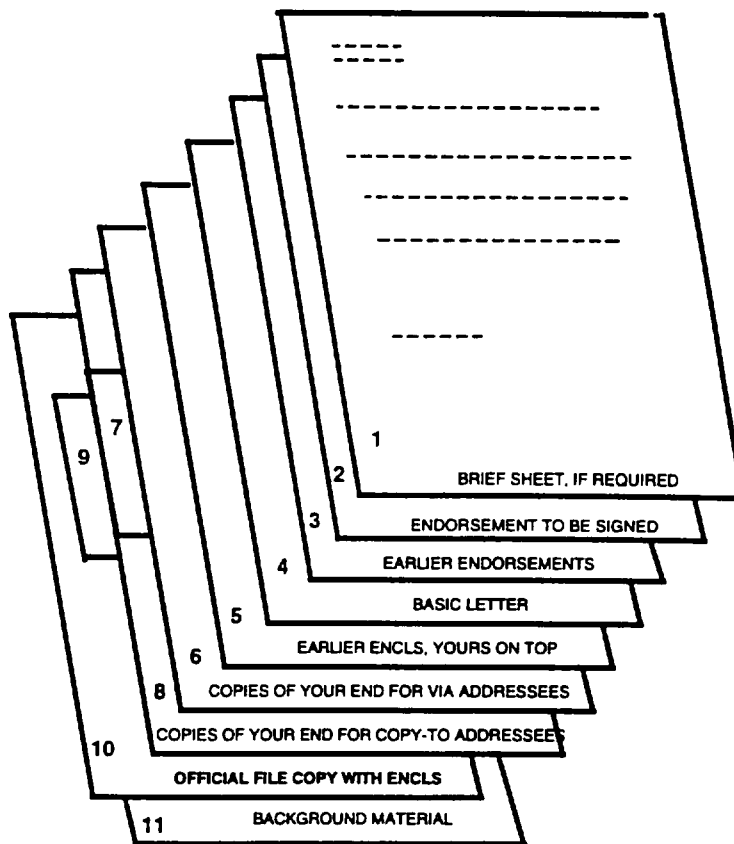 1
BRIEF SHEET, IF REQUIRED
2
ENDORSEMENT TO BE SIGNED
3
EARLIER ENDORSEMENTS
4
BASIC LETTER
5
EARLIER ENCLS, YOURS ON TOP
6
COPIES OF YOUR END FOR VIA ADDRESSEES
7
8
COPIES OF YOUR END FOR COPY-TO ADDRESSEES
9
10
OFFICIAL FILE COPY WITH ENCLS
11
BACKGROUND MATERIAL